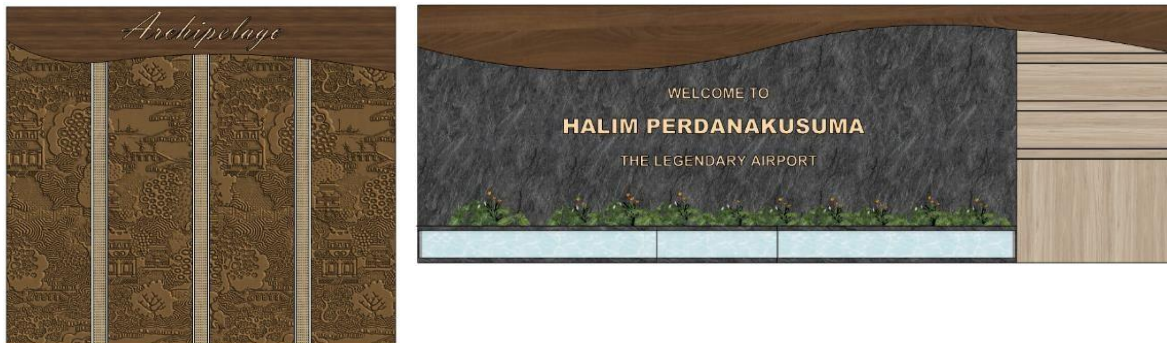 Archipelago
WELCOME TO
HALIM PERDANAKUSUMA
THE LEGENDARY AIRPORT